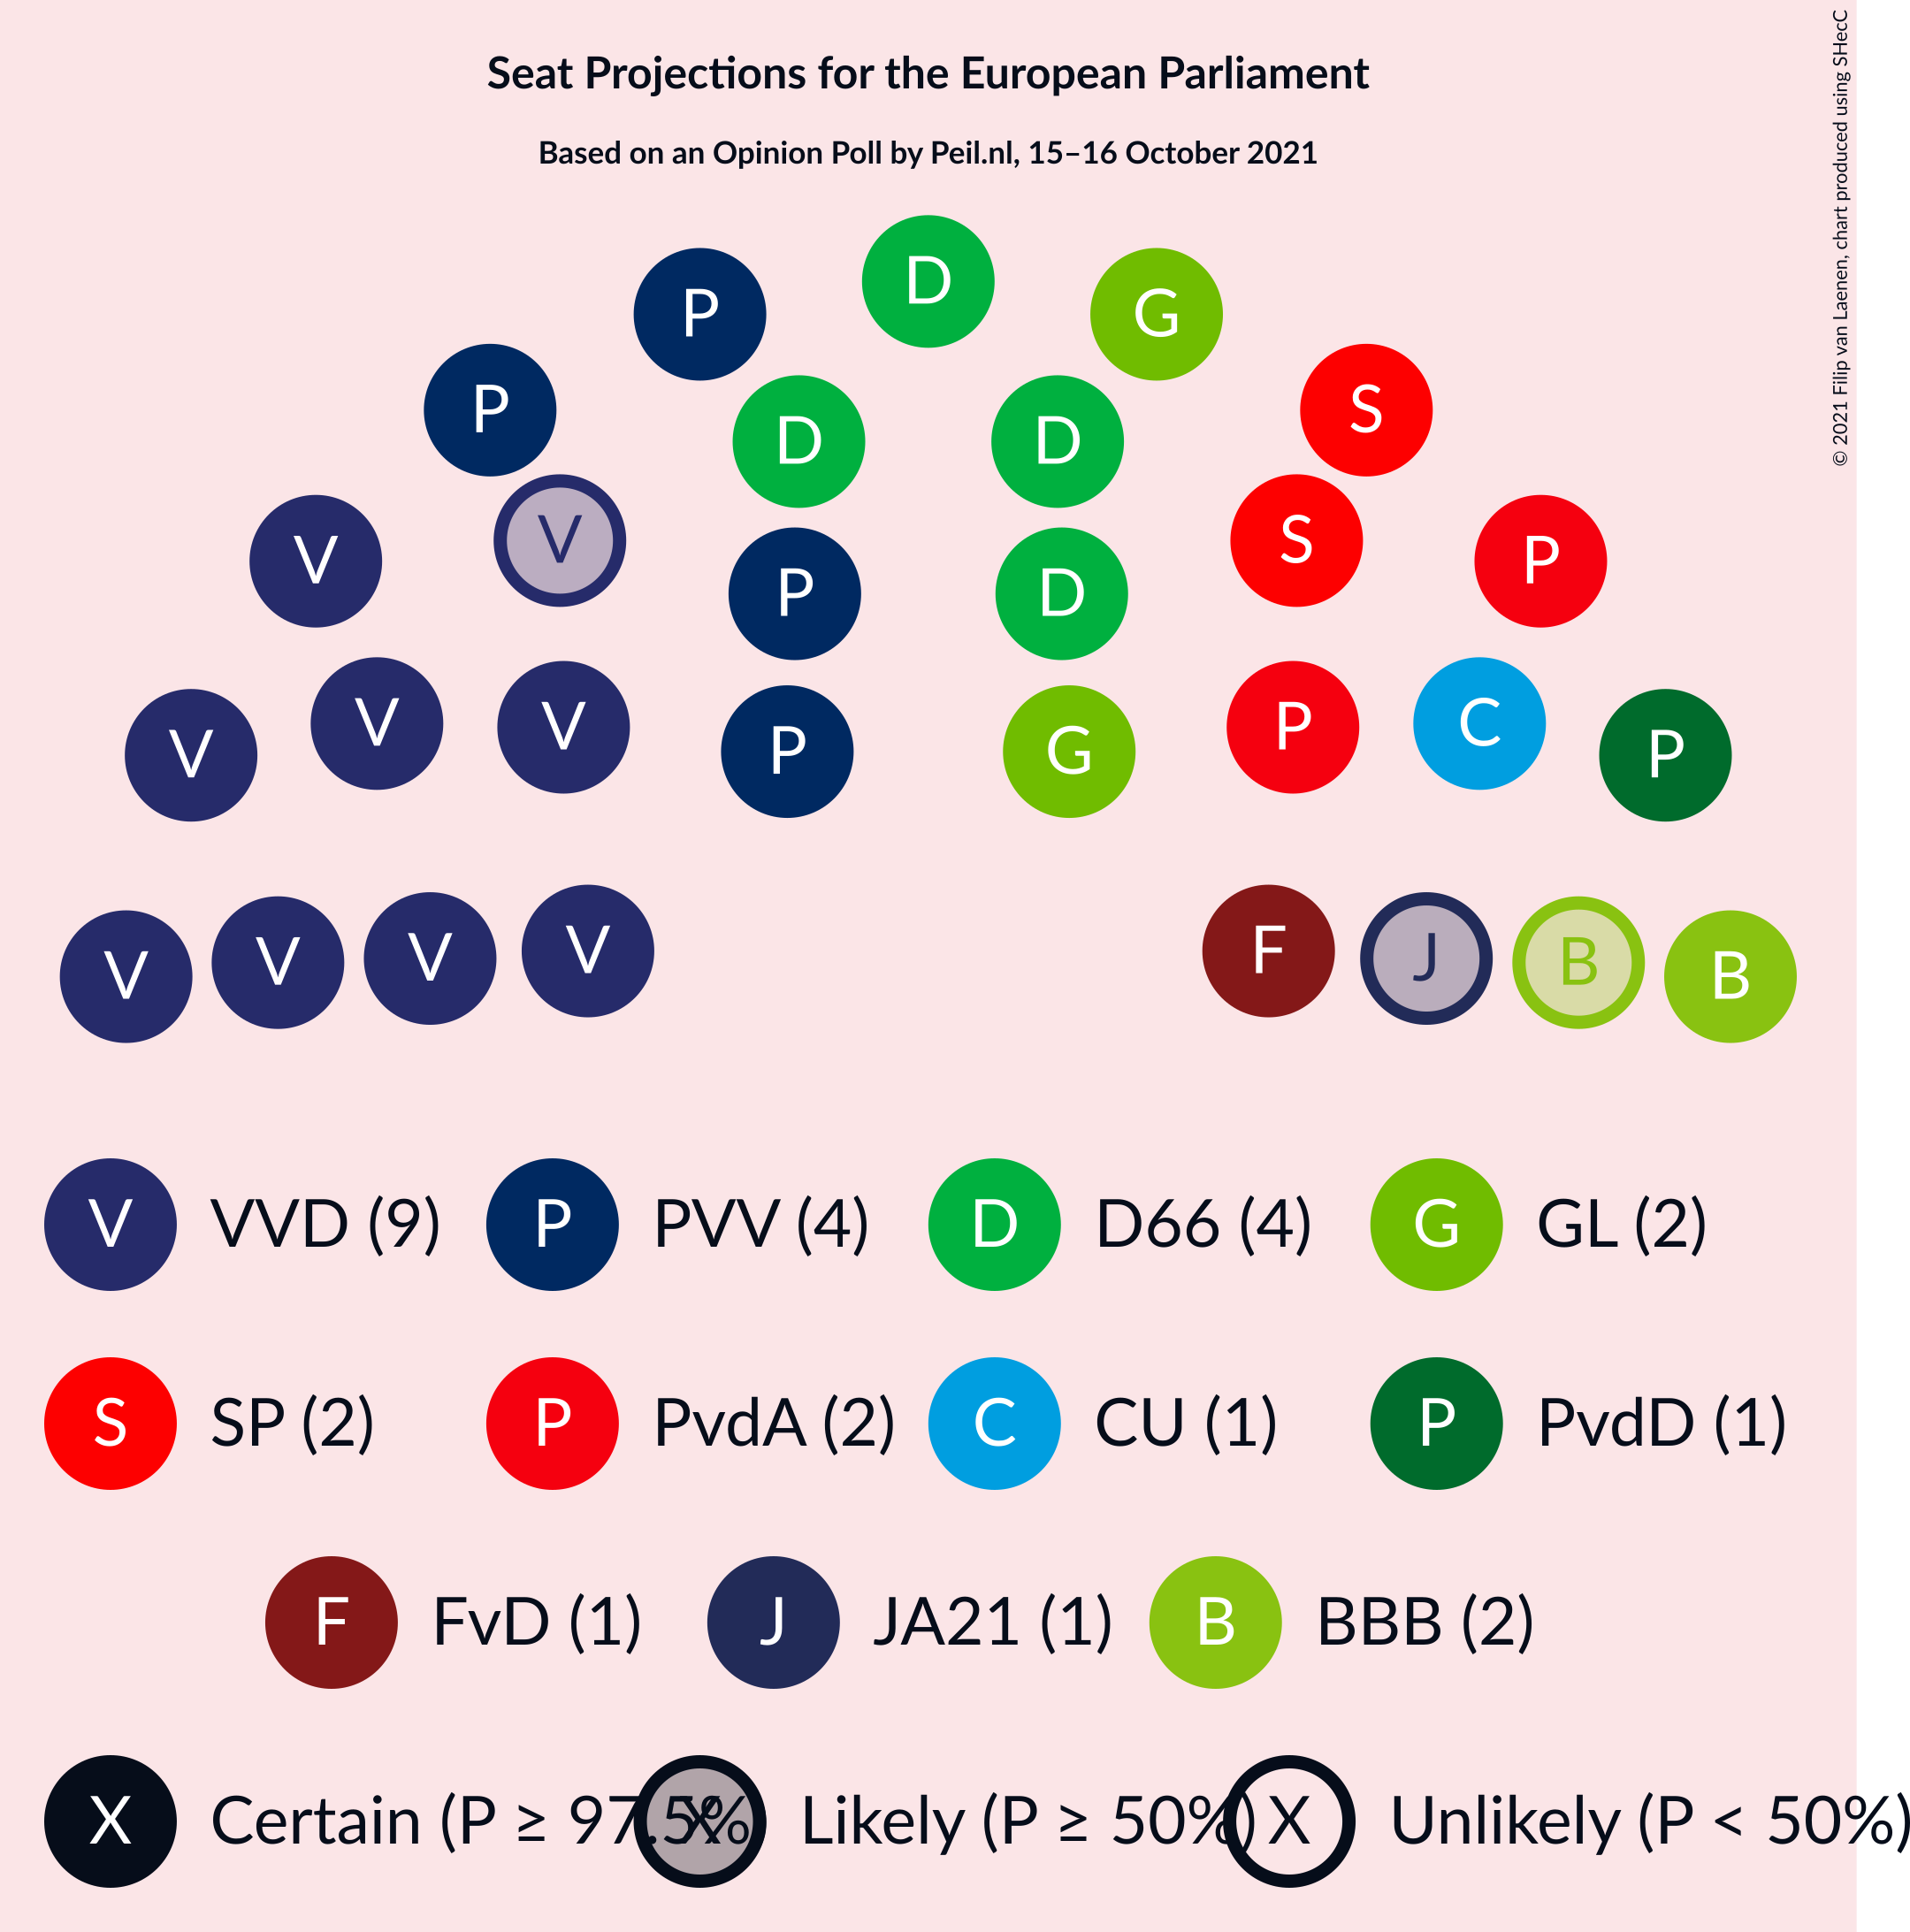 Seat Projections for the European Parliament
Based on an Opinion Poll by Peil.nl, 15–16 October 2021
© 2021 Filip van Laenen, chart produced using SHecC
D
P G
P S
D D
V S
V P
P D
V C
V P
P G
V P
F
V J
V B
V B
V VVD (9) P PVV (4) D D66 (4) G GL (2)
S SP (2) P PvdA (2) C CU (1) P PvdD (1)
F FvD (1) J JA21 (1) B BBB (2)
X Certain (P ≥ 97.5% X Likely (P ≥ 50%) X Unlikely (P < 50%)